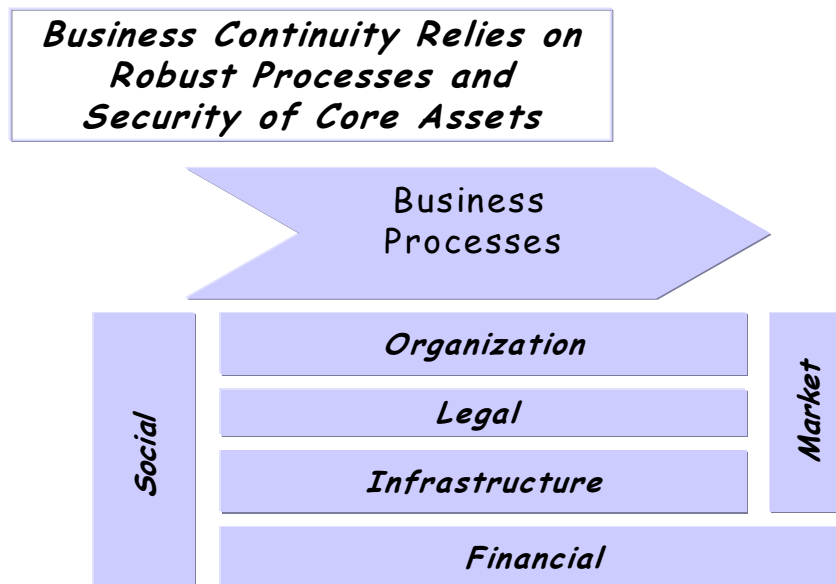 Business Continuity Relies on
Robust Processes and
Security of Core Assets
Business
Processes
Organization
Legal
Infrastructure
Financial
Social
Market